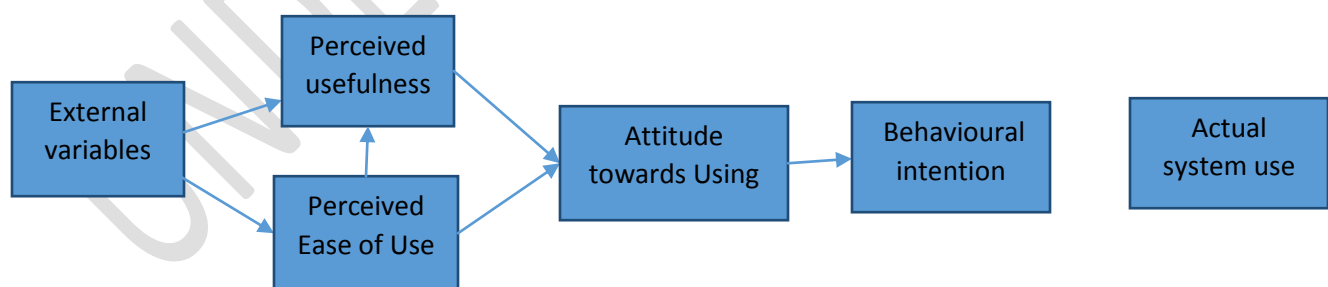 External
variables
Perceived
usefulness
Perceived
Ease of Use
Attitude
towards Using
Behavioural
intention
Actual
system use